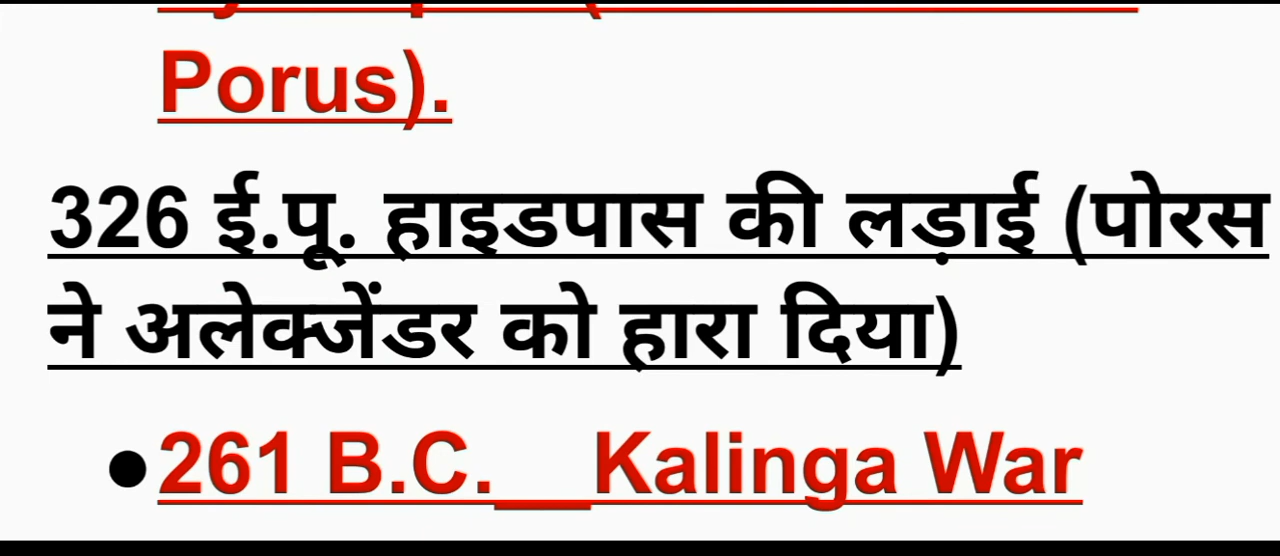 Porus).
326 ई.पू. हाइडपास की लड़ाई (पोरस
ने अलेक्जेंडर को हारा दिया)
●261 B.C.__Kalinga War